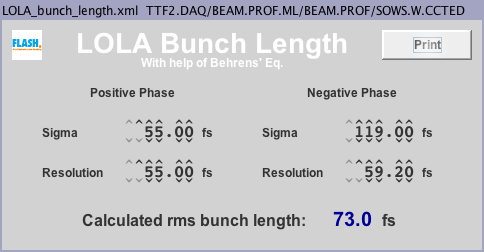 LOLA_bunch_length.xml TTF2.DAQ/BEAM.PROF.ML/BEAM.PROF/SOWS.W.CCTED
FLASH.
LOLA Bunch Length
Print
With help of Behrens' Eq.
Positive Phase Negative Phase
Sigma 55.00 fs Sigma 119.00 fs
Resolution 55.00 fs Resolution 59.20 fs
Calculated rms bunch length: 73.0 fs